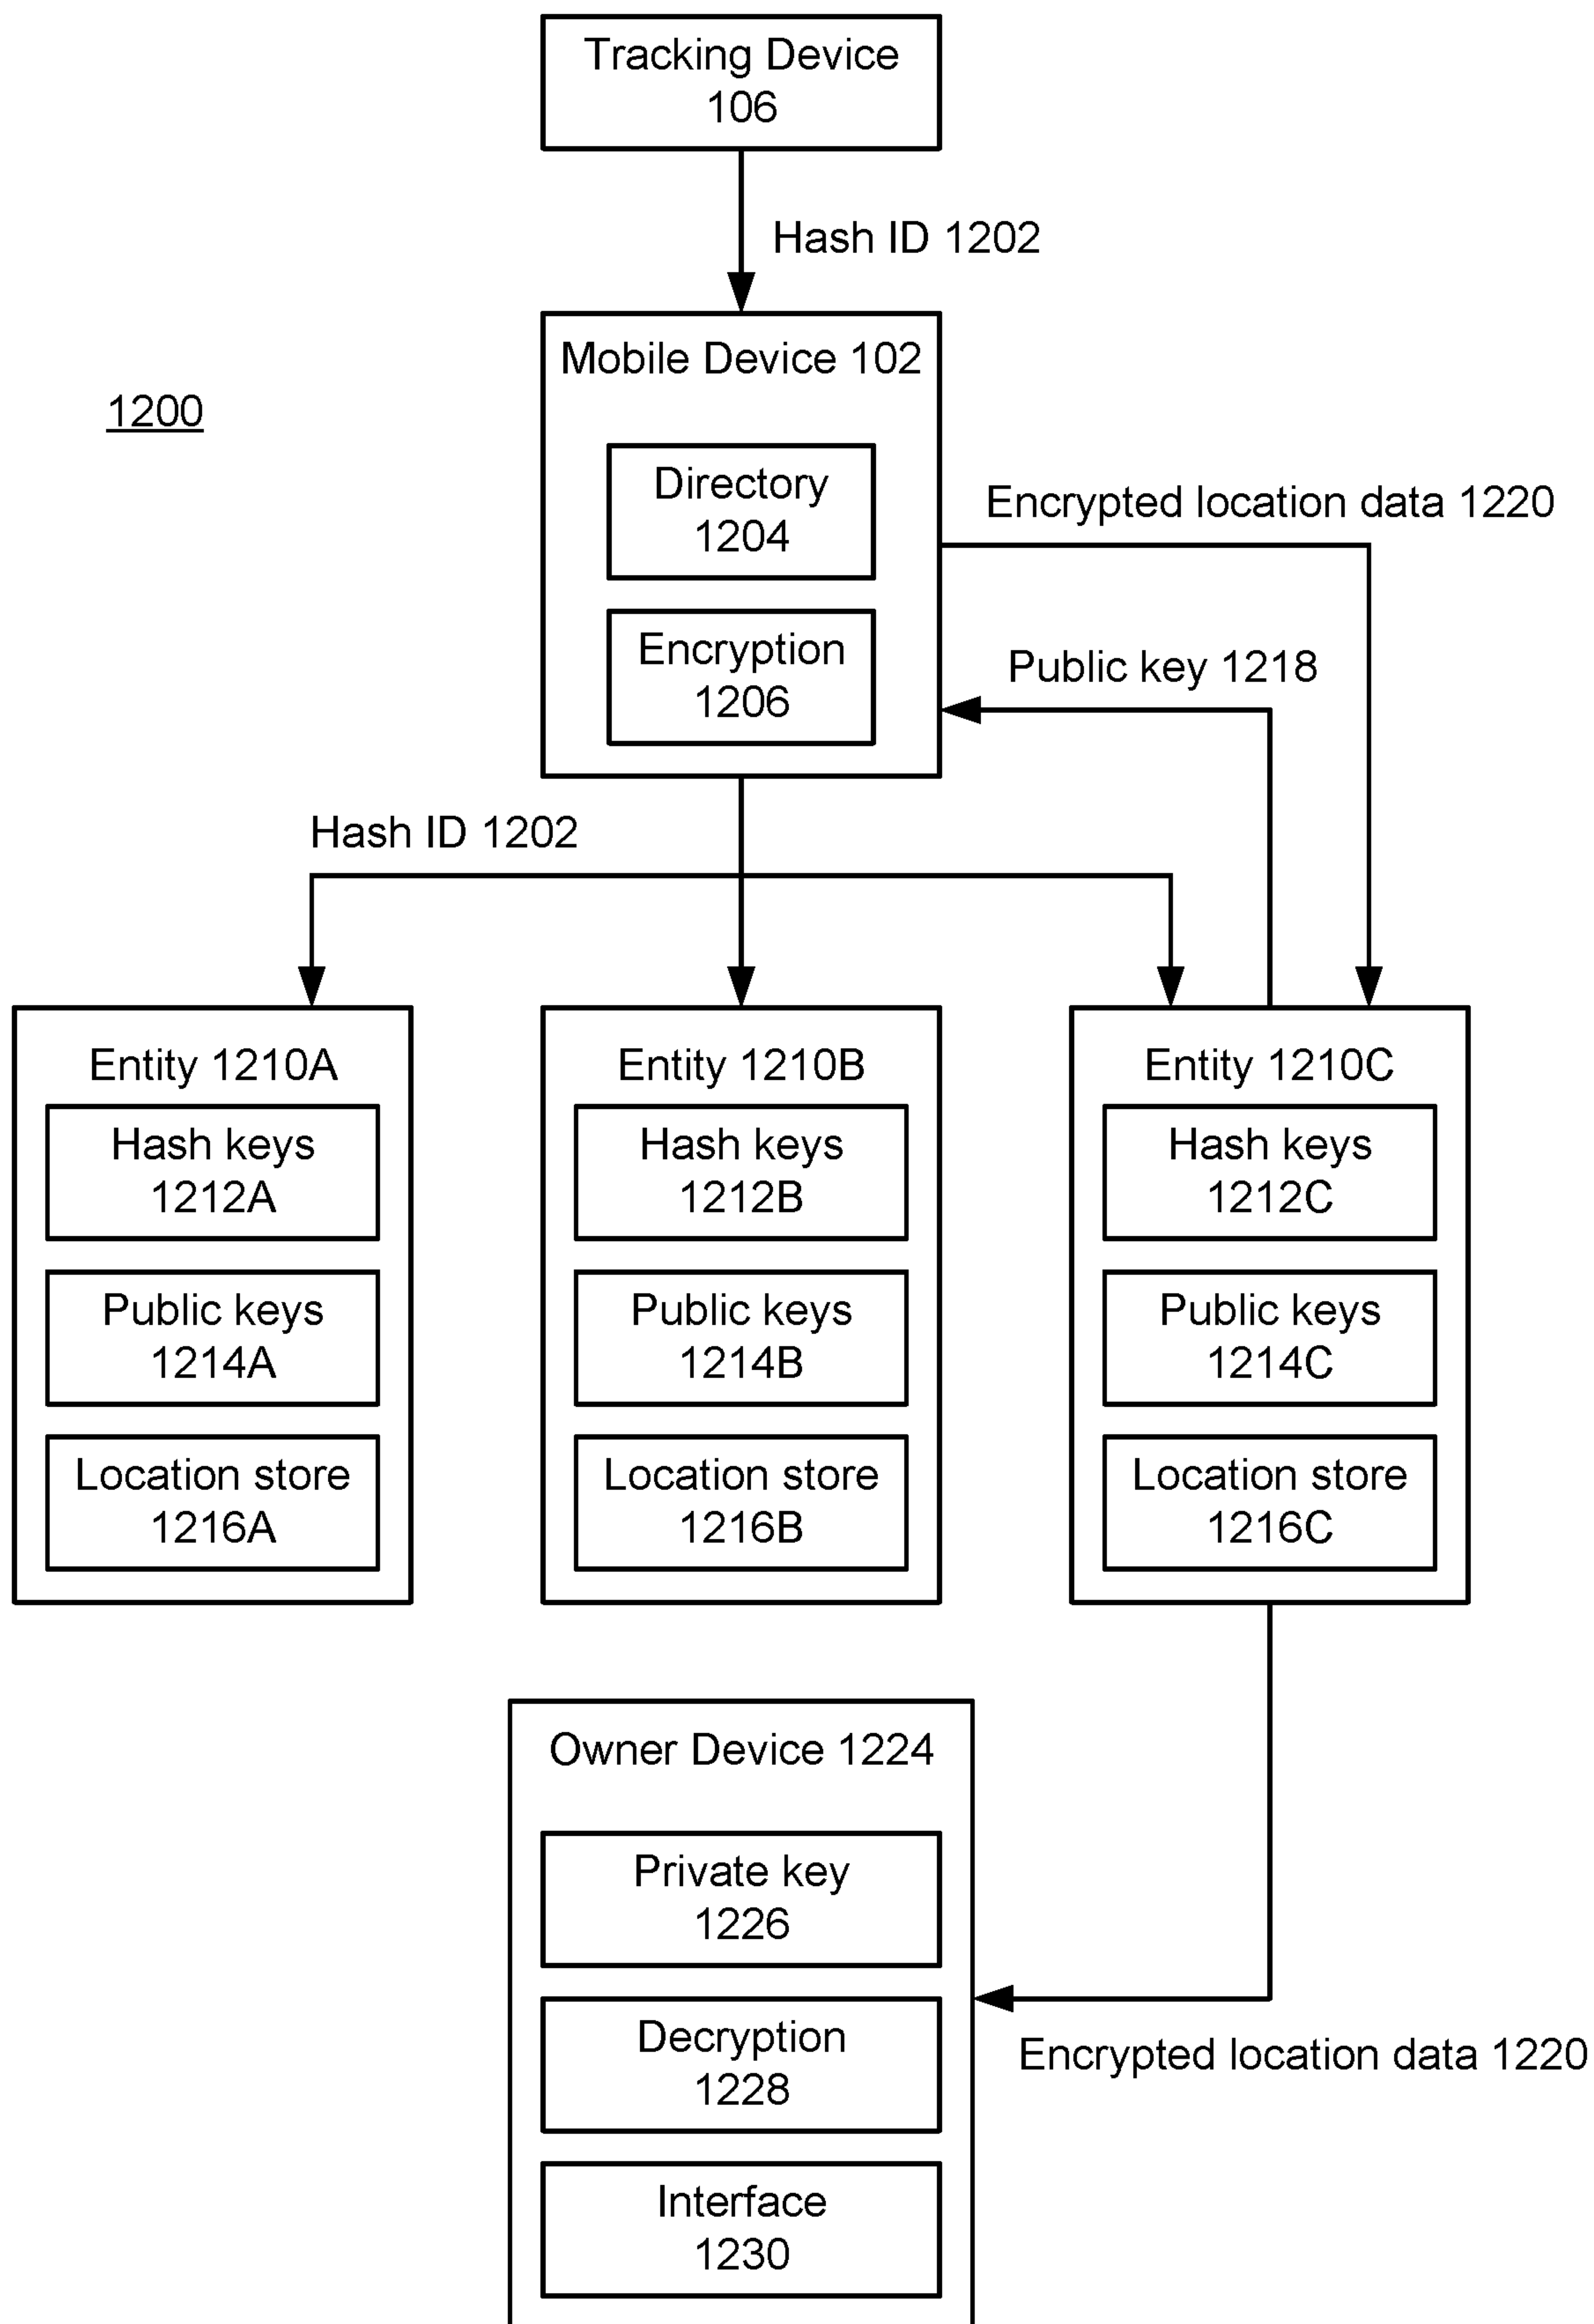 Tracking Device
106
Hash ID 1202
Mobile Device 102
1200
Directory
1204
Encrypted location data 1220
Encryption
1206
Public key 1218
Hash ID 1202
Entity 1210A
Hash keys
1212A
Public keys
1214A
Location store
1216A
Entity 1210B
Hash keys
1212B
Public keys
1214B
Location store
1216B
Entity 1210C
Hash keys
1212C
Public keys
1214C
Location store
1216C
Owner Device 1224
Private key
1226
Decryption
1228
Encrypted location data 1220
Interface
1230